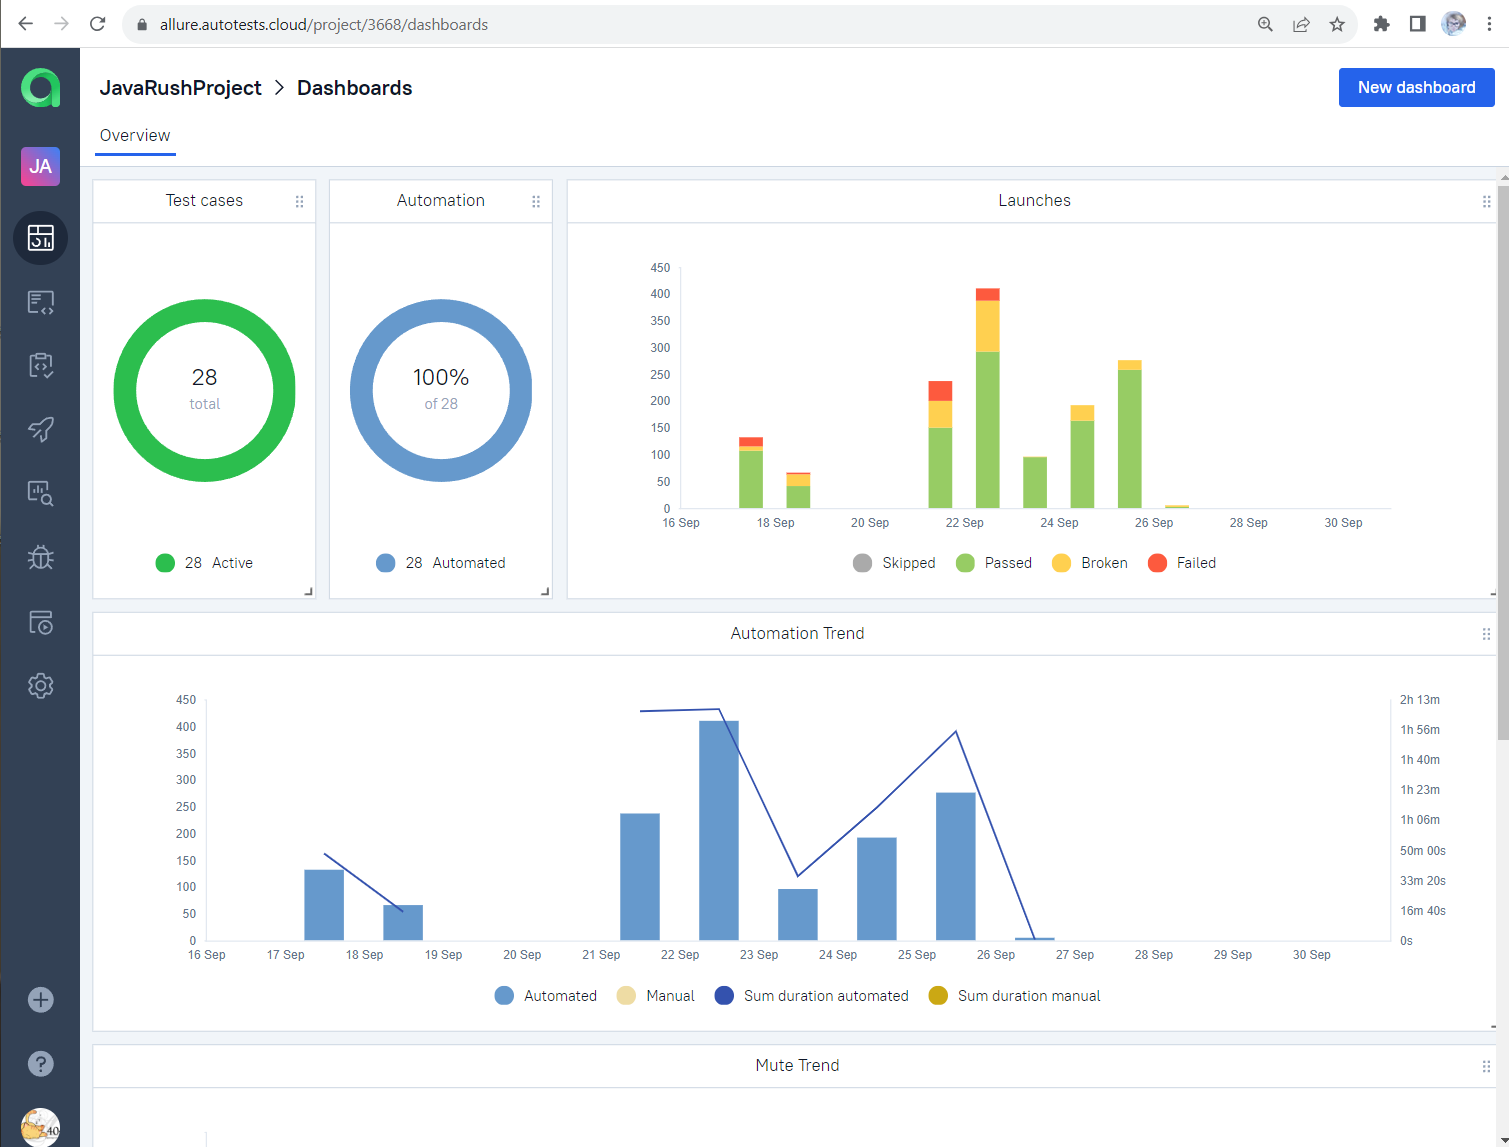 allure.autotests.cloud/project/3668/dashboards
JavaRushProject > Dashboards
New dashboard
Overview
JA
Test cases
28
total
28 Active
Automation
100%
of 28
28 Automated
Launches
450
400
350
300
250
200
150
100
50
0
16 Sep 18 Sep 20 Sep 22 Sep 24 Sep 26 Sep 28 Sep 30 Sep
Skipped Passed Broken Failed
Automation Trend
450 2h 13m
400 1h 56m
350 1h 40m
300
250 1h 23m
200 1h 06m
150 50m 00s
100 33m 20s
50 16m 40s
0 0s
16 Sep 17 Sep 18 Sep 19 Sep 20 Sep 21 Sep 22 Sep 23 Sep 24 Sep 25 Sep 26 Sep 27 Sep 28 Sep 29 Sep 30 Sep
Automated Manual Sum duration automated Sum duration manual
Mute Trend
40